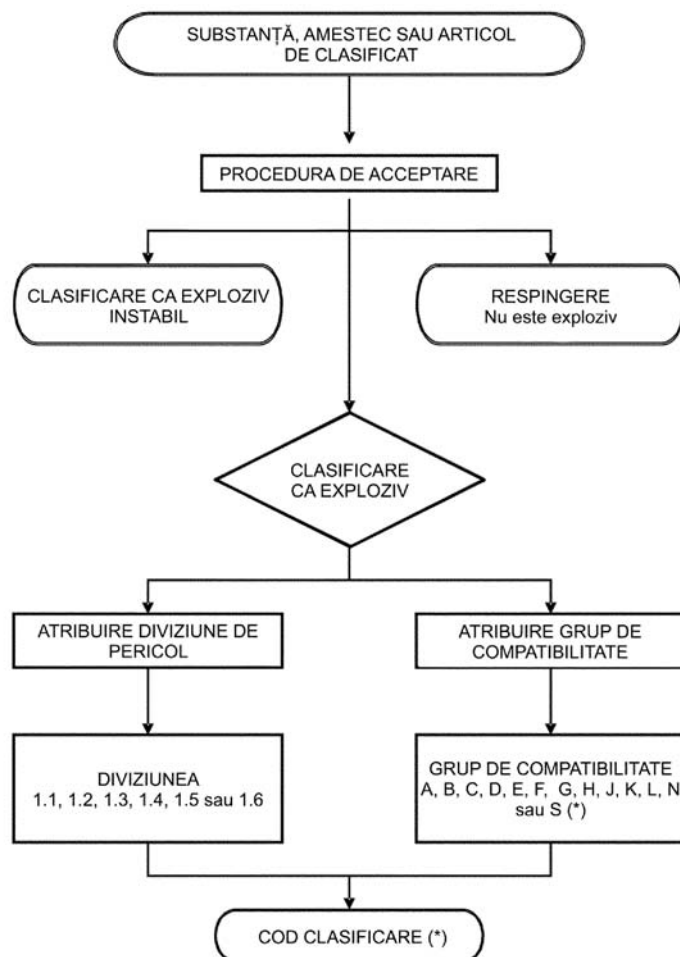 SUBSTANȚĂ, AMESTEC SAU ARTICOL
DE CLASIFICAT
PROCEDURA DE ACCEPTARE
CLASIFICARE CA EXPLOZIV
INSTABIL
RESPINGERE
Nu este exploziv
CLASIFICARE
CA EXPLOZIV
ATRIBUIRE DIVIZIUNE DE
PERICOL
ATRIBUIRE GRUP DE
COMPATIBILITATE
DIVIZIUNEA
1.1, 1.2, 1.3, 1.4, 1.5 sau 1.6
GRUP DE COMPATIBILITATE
A, B, C, D, E, F, G, H, J, K, L, N
sau S (*)
COD CLASIFICARE (*)